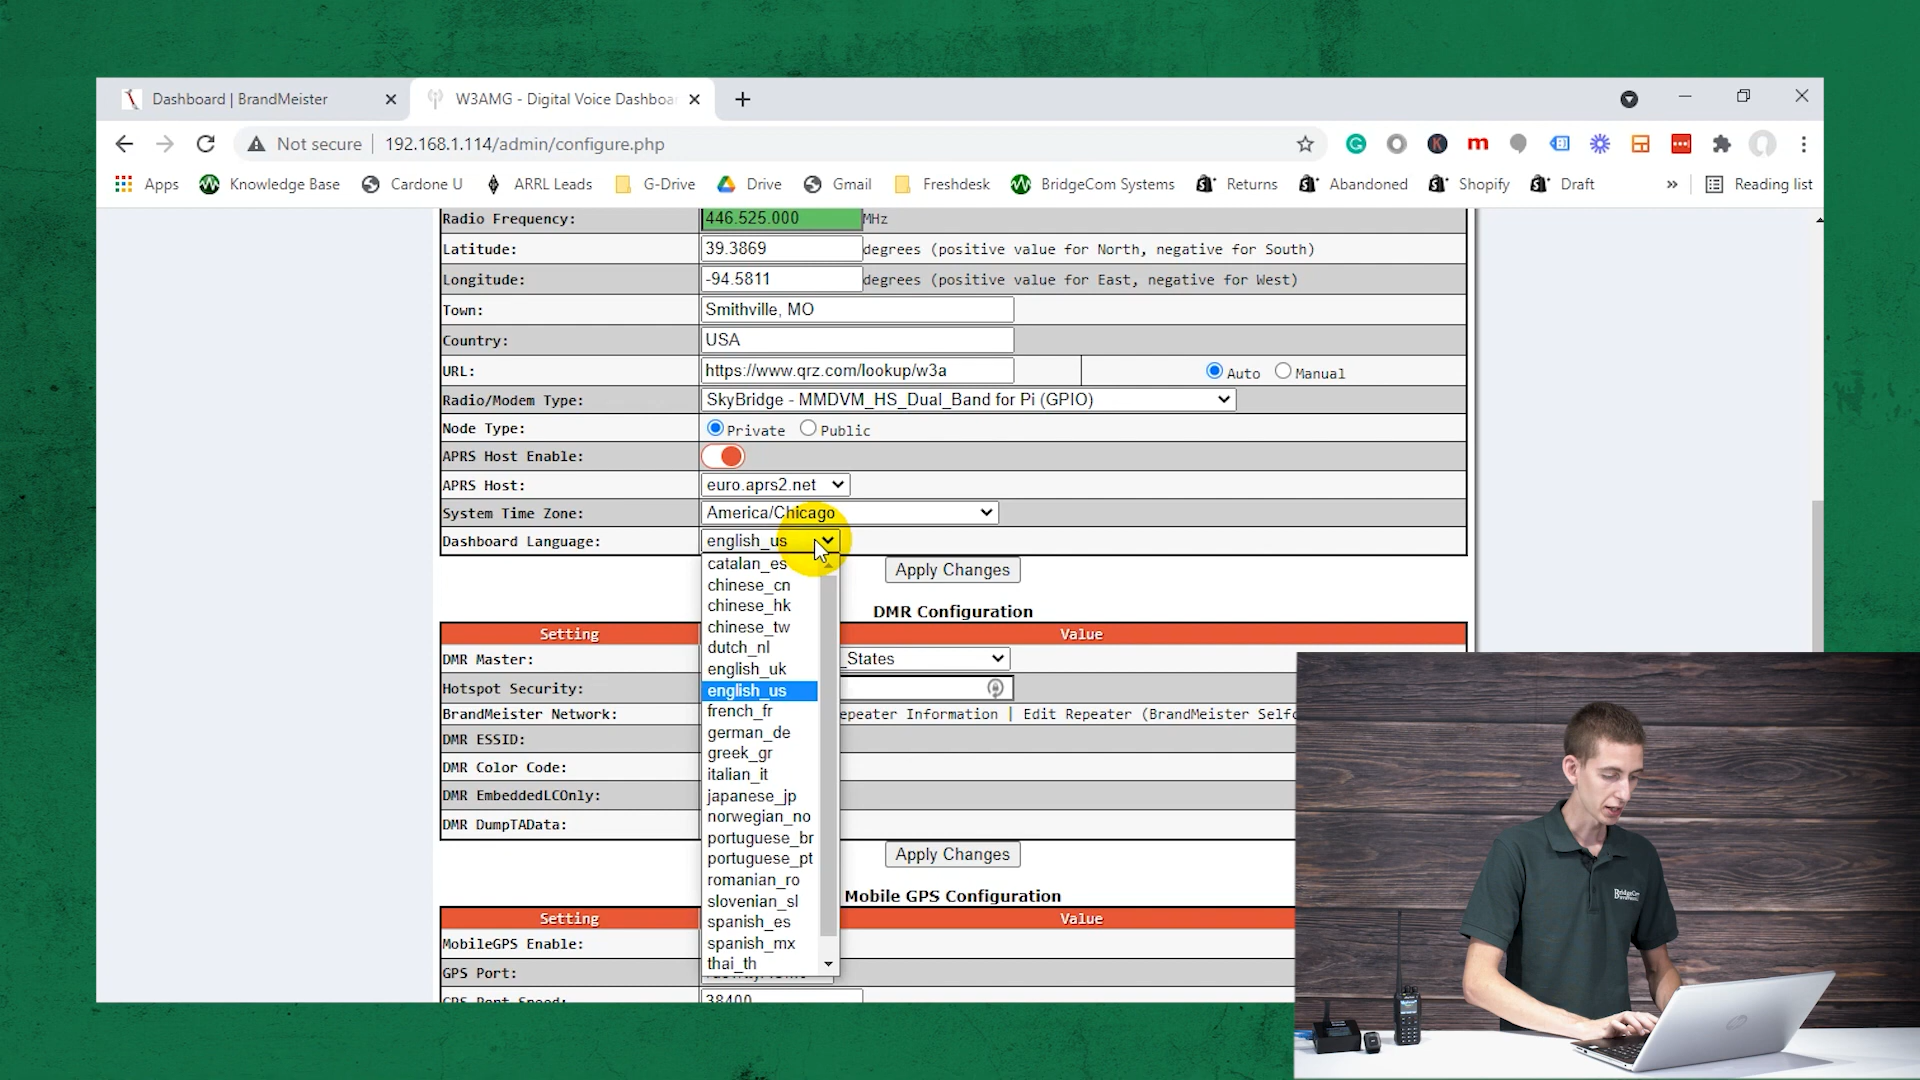 Dashboard | BrandMeister
W3AMG - Digital Voice Dashboa
Not secure | 192.168.1.114/admin/configure.php
Apps Knowledge Base Cardone U ARRL Leads G-Drive Drive Gmail Freshdesk BridgeCom Systems Returns Abandoned Shopify Draft » Reading list
Radio Frequency: 446.525.000 MHz
Latitude: 39.3869 degrees (positive value for North, negative for South)
Longitude: -94.5811 degrees (positive value for East, negative for West)
Town: Smithville, MO
Country: USA
URL: https://www.qrz.com/lookup/w3a Auto Manual
Radio/Modem Type: SkyBridge - MMDVM_HS_Dual_Band for Pi (GPIO)
Node Type: Private Public
APRS Host Enable:
APRS Host: euro.aprs2.net
System Time Zone: America/Chicago
Dashboard Language: english_us
catalan_es
chinese_cn
chinese_hk
chinese_tw
dutch_nl
english_uk
english_us
french_fr
german_de
greek_gr
italian_it
japanese_jp
norwegian_no
portuguese_br
portuguese_pt
romanian_ro
slovenian_sl
spanish_es
spanish_mx
thai_th
Apply Changes
DMR Configuration
Setting Value
DMR Master: _States
Hotspot Security:
BrandMeister Network: epeater Information | Edit Repeater (BrandMeister Selfc
DMR ESSID:
DMR Color Code:
DMR EmbeddedLCOnly:
DMR DumpTAData:
Apply Changes
Mobile GPS Configuration
Setting Value
MobileGPS Enable:
GPS Port:
GPS Port Speed: 38400